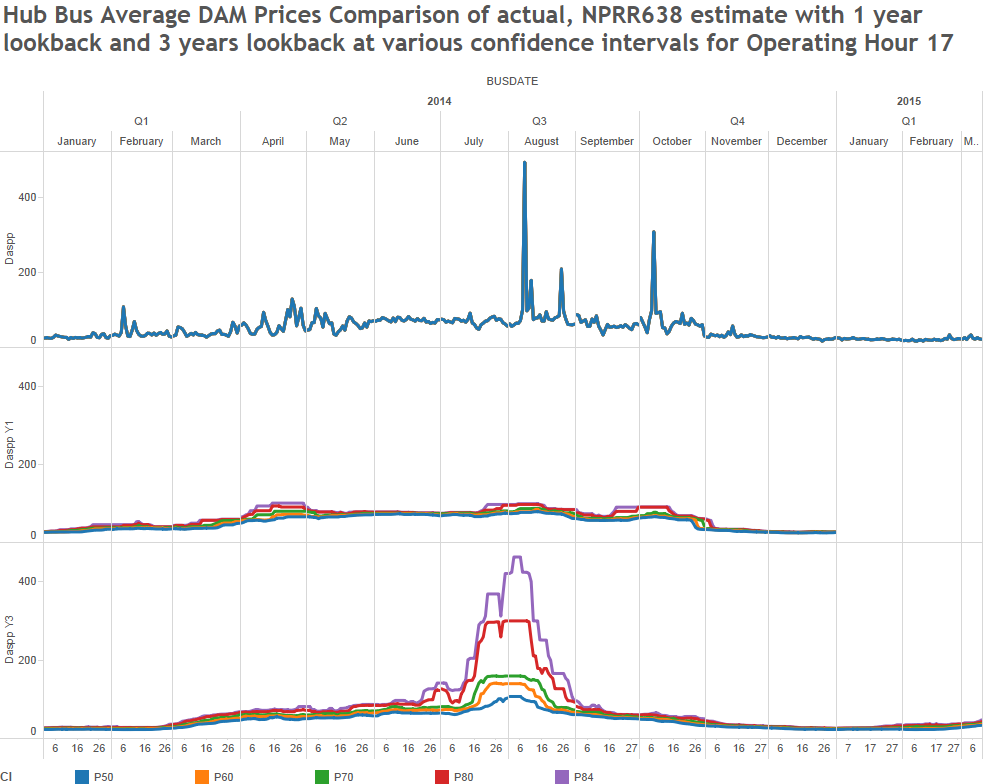 Hub Bus Average DAM Prices Comparison of actual, NPRR638 estimate with 1 year
lookback and 3 years lookback at various confidence intervals for Operating Hour 17
BUSDATE
2014 2015
Q1 Q2 Q3 Q4 Q1
January February March April May June July August September October November December January February M..
Daspp
400
200
0
Daspp Y1
400
200
0
Daspp Y3
400
200
0
6 16 26 6 16 26 6 16 26 6 16 26 6 16 26 6 16 26 6 16 26 6 16 26 6 16 27 6 16 26 6 16 27 6 16 26 7 17 27 6 17 27 6
CI P50 P60 P70 P80 P84